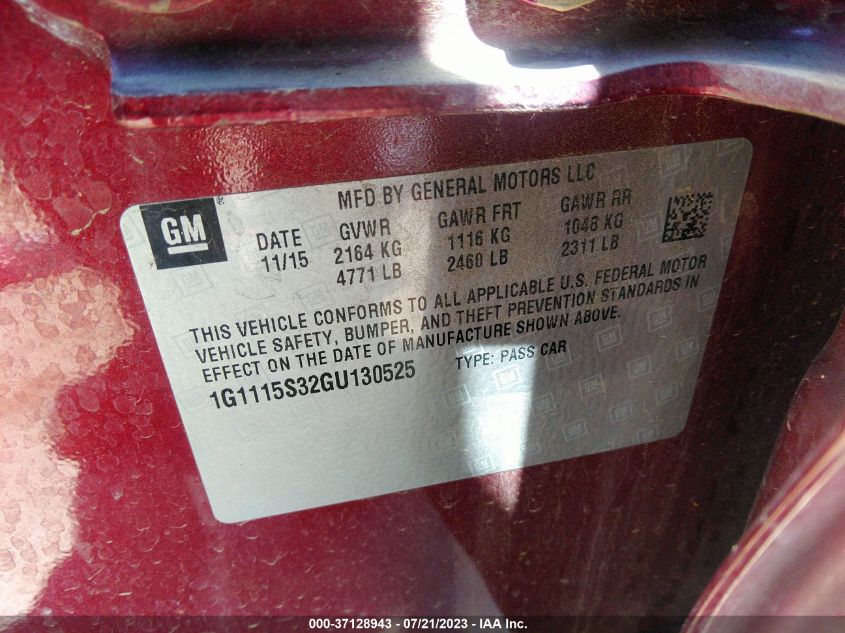 GM
®
MFD BY GENERAL MOTORS LLC
DATE GVWR GAWR FRT GAWR RR
11/15 2164 KG 1116 KG 1048 KG
4771 LB 2460 LB 2311 LB
THIS VEHICLE CONFORMS TO ALL APPLICABLE U.S. FEDERAL MOTOR
VEHICLE SAFETY, BUMPER, AND THEFT PREVENTION STANDARDS IN
EFFECT ON THE DATE OF MANUFACTURE SHOWN ABOVE.
1G1115S32GU130525 TYPE: PASS CAR
000-37128943 - 07/21/2023 - IAA Inc.